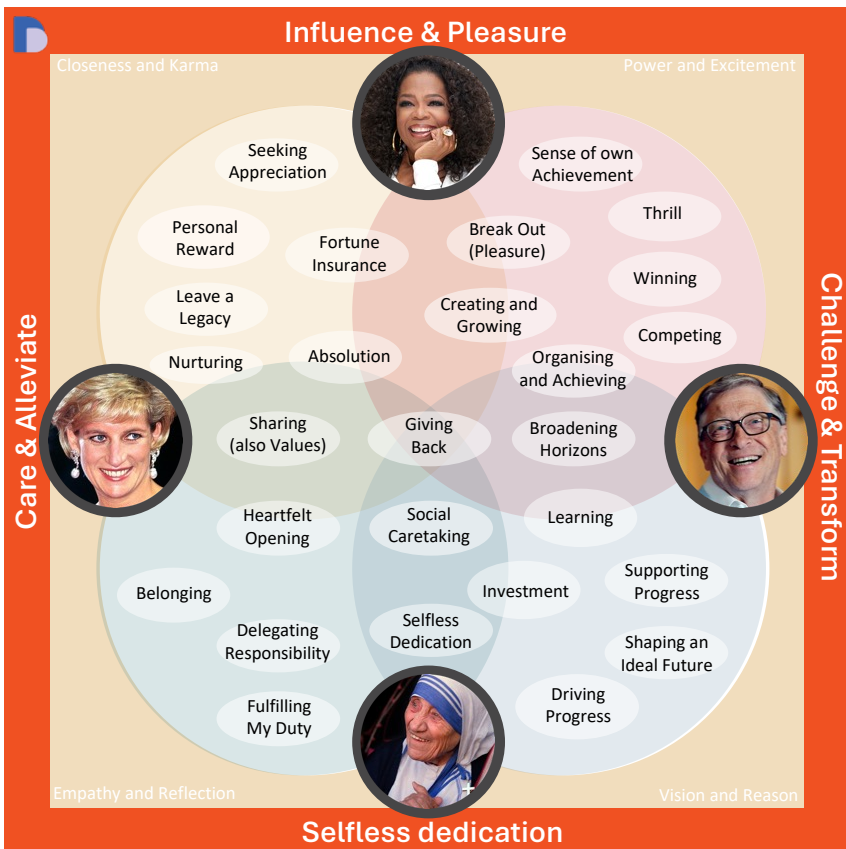 Influence & Pleasure
Closeness and Karma
Power and Excitement
Seeking
Appreciation
Sense of own
Achievement
Personal
Reward
Fortune
Insurance
Break Out
(Pleasure)
Thrill
Winning
Leave a
Legacy
Creating and
Growing
Competing
Nurturing
Absolution
Organising
and Achieving
Care & Alleviate
Challenge & Transform
Sharing
(also Values)
Giving
Back
Broadening
Horizons
Heartfelt
Opening
Social
Caretaking
Learning
Belonging
Investment
Supporting
Progress
Delegating
Responsibility
Selfless
Dedication
Shaping an
Ideal Future
Fulfilling
My Duty
Driving
Progress
Empathy and Reflection
Vision and Reason
Selfless dedication